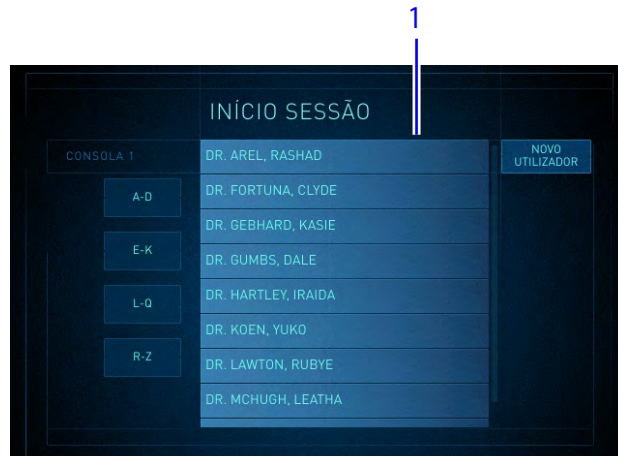 1
INÍCIO SESSÃO
CONSOLA 1
DR. AREL, RASHAD
NOVO
UTILIZADOR
A-D
DR. FORTUNA, CLYDE
DR. GEBHARD, KASIE
E-K
DR. GUMBS, DALE
DR. HARTLEY, IRAIDA
L-Q
DR. KOEN, YUKO
R-Z
DR. LAWTON, RUBYE
DR. MCHUGH, LEATHA